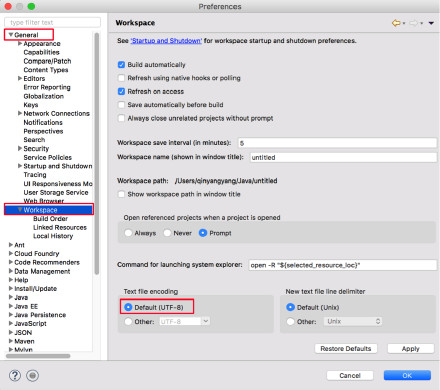 Preferences
type filter text
General
Appearance
Capabilities
Compare/Patch
Content Types
Editors
Error Reporting
Globalization
Keys
Network Connections
Notifications
Perspectives
Search
Security
Service Policies
Startup and Shutdown
Tracing
UI Responsiveness Mo
User Storage Service
Web Browser
Workspace
Build Order
Linked Resources
Local History
Ant
Cloud Foundry
Code Recommenders
Data Management
Help
Install/Update
Java
Java EE
Java Persistence
JavaScript
JSON
Maven
Mylyn
Workspace
See 'Startup and Shutdown' for workspace startup and shutdown preferences.
Build automatically
Refresh using native hooks or polling
Refresh on access
Save automatically before build
Always close unrelated projects without prompt
Workspace save interval (in minutes): 5
Workspace name (shown in window title): untitled
Workspace path: /Users/qinyangyang/Java/untitled
Show workspace path in window title
Open referenced projects when a project is opened
Always Never Prompt
Command for launching system explorer: open -R "${selected_resource_loc}"
Text file encoding
Default (UTF-8)
Other: UTF-8
New text file line delimiter
Default (Unix)
Other: Unix
Restore Defaults Apply
? Cancel OK